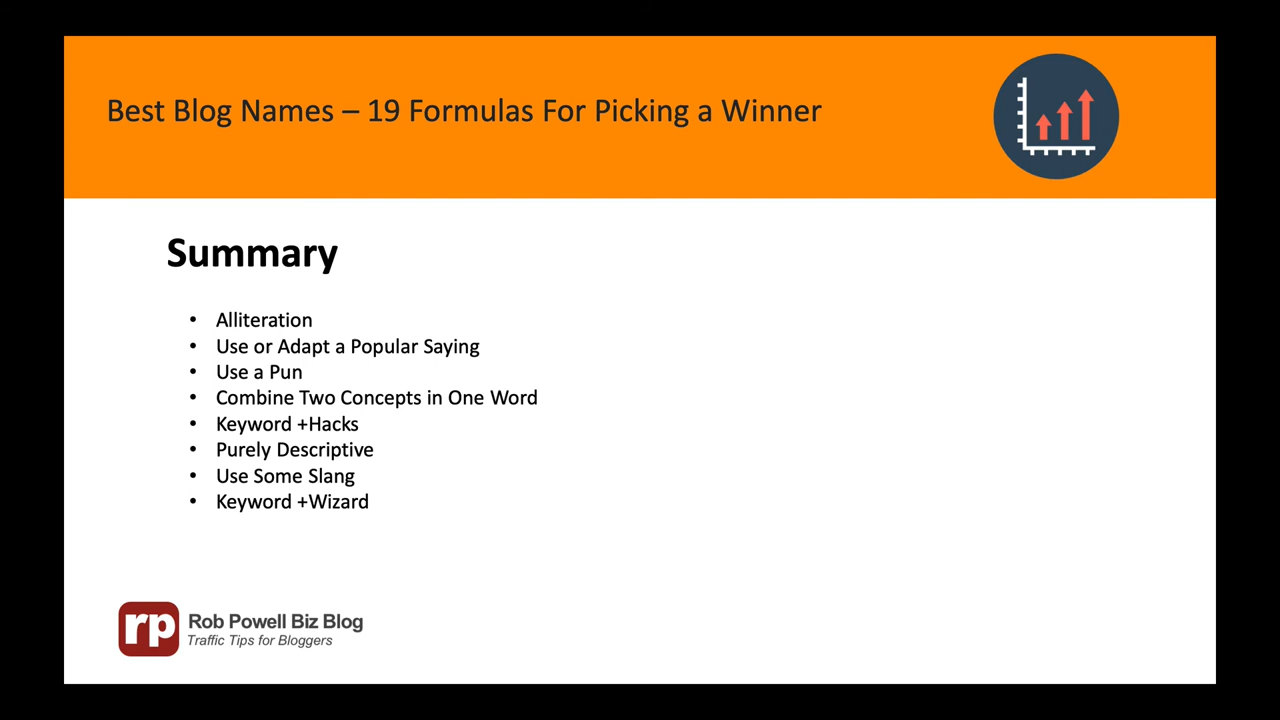 Best Blog Names – 19 Formulas For Picking a Winner
Summary
• Alliteration
• Use or Adapt a Popular Saying
• Use a Pun
• Combine Two Concepts in One Word
• Keyword +Hacks
• Purely Descriptive
• Use Some Slang
• Keyword +Wizard
rp
Rob Powell Biz Blog
Traffic Tips for Bloggers